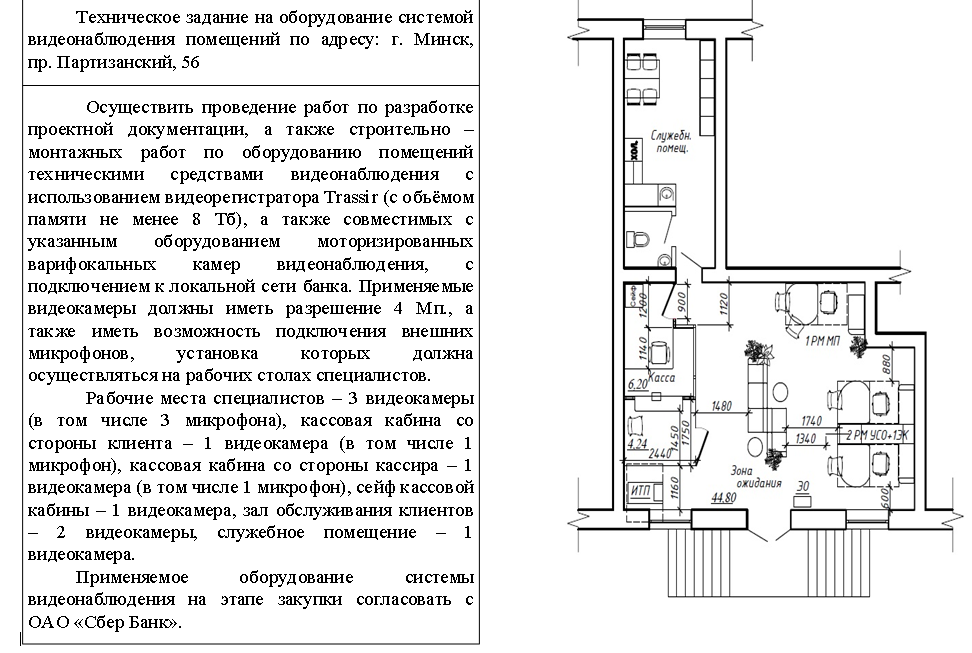 Техническое задание на оборудование системой
видеонаблюдения помещений по адресу: г. Минск,
пр. Партизанский, 56
Осуществить проведение работ по разработке
проектной документации, а также строительно –
монтажных работ по оборудованию помещений
техническими средствами видеонаблюдения с
использованием видеорегистратора Trassir (с объёмом
памяти не менее 8 Тб), а также совместимых с
указанным оборудованием моторизированных
варифокальных камер видеонаблюдения, с
подключением к локальной сети банка. Применяемые
видеокамеры должны иметь разрешение 4 Мп., а
также иметь возможность подключения внешних
микрофонов, установка которых должна
осуществляться на рабочих столах специалистов.
Рабочие места специалистов – 3 видеокамеры
(в том числе 3 микрофона), кассовая кабина со
стороны клиента – 1 видеокамера (в том числе 1
микрофон), кассовая кабина со стороны кассира – 1
видеокамера (в том числе 1 микрофон), сейф кассовой
кабины – 1 видеокамера, зал обслуживания клиентов
– 2 видеокамеры, служебное помещение – 1
видеокамера.
Применяемое оборудование системы
видеонаблюдения на этапе закупки согласовать с
ОАО «Сбер Банк».
Служебн.
помещ.
ХОЛ.
Сейф
1200
900
1120
1 РМ МП
1140
880
6,20
Касса
1480
1740
2 РМ УСО+1ЭК
1340
4,24
1450
1750
2440
Зона
ожидания
ИТП
1160
44,80
ЭО
600